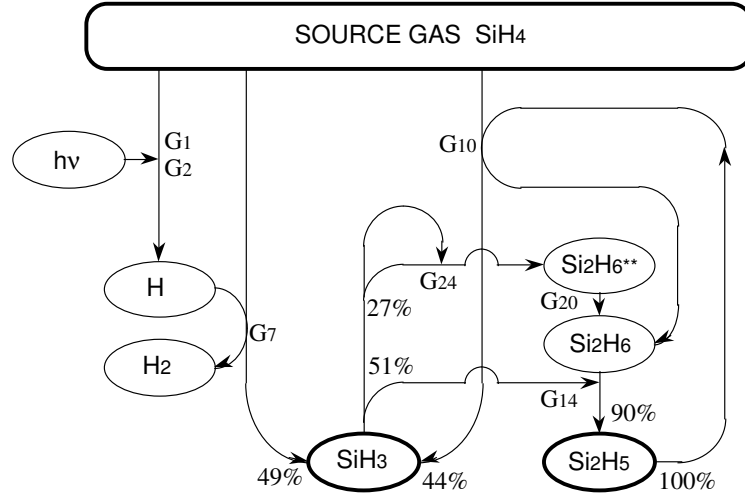 SOURCE GAS SiH4
G1
G10
hν
G2
Si2H6**
H
G24
G20
27%
G7
Si2H6
H2
51%
G14
90%
49%
SiH3
44%
Si2H5
100%